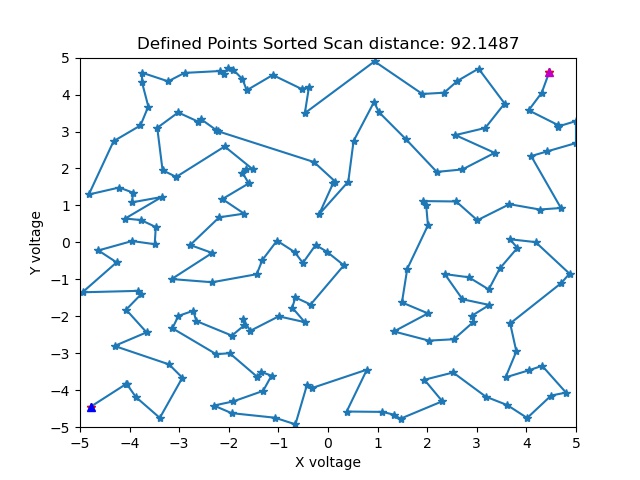 Defined Points Sorted Scan distance: 92.1487
5
4
3
2
1
0
−1
−2
−3
−4
−5
Y voltage
−5 −4 −3 −2 −1 0 1 2 3 4 5
X voltage